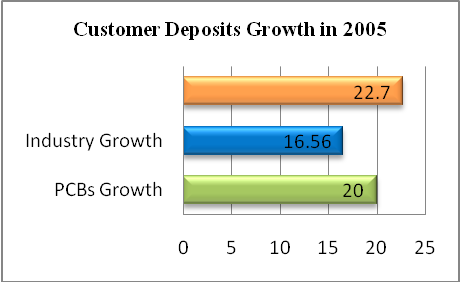 Customer Deposits Growth in 2005
22.7
Industry Growth 16.56
PCBs Growth 20
0 5 10 15 20 25